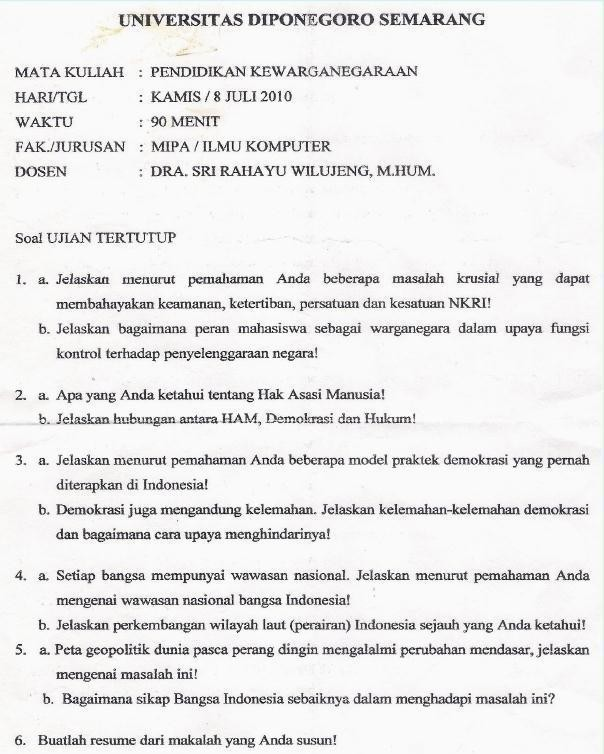 UNIVERSITAS DIPONEGORO SEMARANG
MATA KULIAH : PENDIDIKAN KEWARGANEGARAAN
HARI/TGL : KAMIS / 8 JULI 2010
WAKTU : 90 MENIT
FAK./JURUSAN : MIPA / ILMU KOMPUTER
DOSEN : DRA. SRI RAHAYU WILUJENG, M.HUM.
Soal UJIAN TERTUTUP
1. a. Jelaskan menurut pemahaman Anda beberapa masalah krusial yang dapat
membahayakan keamanan, ketertiban, persatuan dan kesatuan NKRI!
b. Jelaskan bagaimana peran mahasiswa sebagai warganegara dalam upaya fungsi
kontrol terhadap penyelenggaraan negara!
2. a. Apa yang Anda ketahui tentang Hak Asasi Manusia!
b. Jelaskan hubungan antara HAM, Demokrasi dan Hukum!
3. a. Jelaskan menurut pemahaman Anda beberapa model praktek demokrasi yang pernah
diterapkan di Indonesia!
b. Demokrasi juga mengandung kelemahan. Jelaskan kelemahan-kelemahan demokrasi
dan bagaimana cara upaya menghindarinya!
4. a. Setiap bangsa mempunyai wawasan nasional. Jelaskan menurut pemahaman Anda
mengenai wawasan nasional bangsa Indonesia!
b. Jelaskan perkembangan wilayah laut (perairan) Indonesia sejauh yang Anda ketahui!
5. a. Peta geopolitik dunia pasca perang dingin mengalalmi perubahan mendasar, jelaskan
mengenai masalah ini!
b. Bagaimana sikap Bangsa Indonesia sebaiknya dalam menghadapi masalah ini?
6. Buatlah resume dari makalah yang Anda susun!